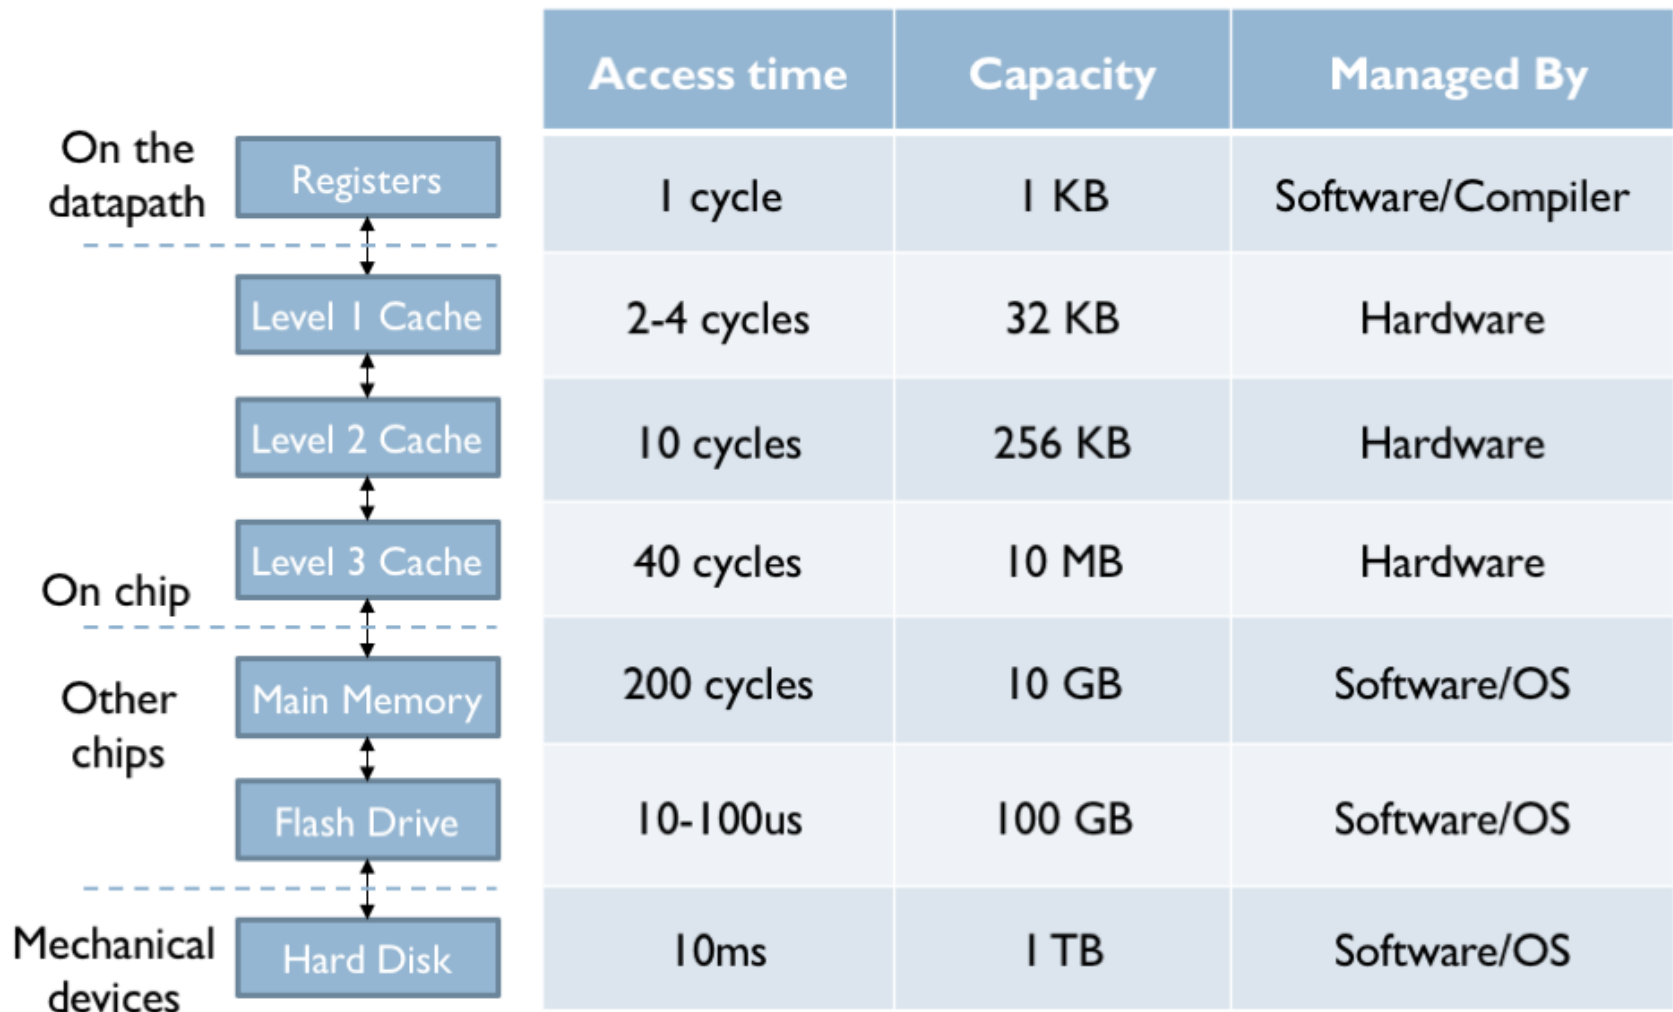 Access time Capacity Managed By
On the
datapath
Registers
1 cycle 1 KB Software/Compiler
Level 1 Cache
2-4 cycles 32 KB Hardware
Level 2 Cache
10 cycles 256 KB Hardware
Level 3 Cache
40 cycles 10 MB Hardware
On chip
Other
chips
Main Memory
200 cycles 10 GB Software/OS
Flash Drive
10-100us 100 GB Software/OS
Mechanical
devices
Hard Disk
10ms 1 TB Software/OS